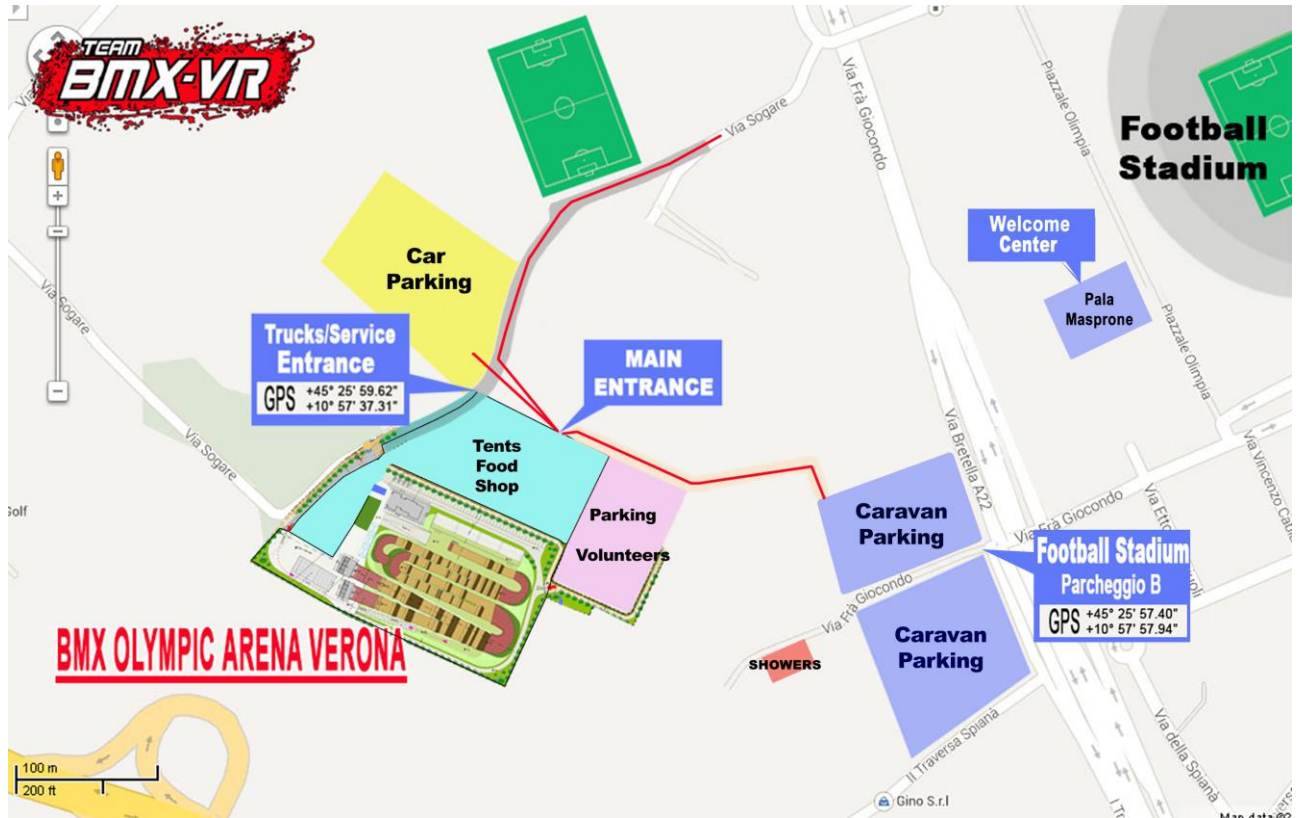 TEAM
BMX-VR
Football
Stadium
Via Sogare
Via Frà Giocondo
Piazzale Olimpia
Welcome
Center
Pala
Masprone
Car
Parking
Via Sogare
Trucks/Service
Entrance
GPS +45° 25' 59.62"
+10° 57' 37.31"
MAIN
ENTRANCE
Piazzale Olimpia
Via Sogare
Tents
Food
Shop
Parking
Volunteers
Via Bretella A22
Caravan
Parking
Via Frà Giocondo
Golf
Football Stadium
Parcheggio B
GPS +45° 25' 57.40"
+10° 57' 57.94"
Via Frà Giocondo
Caravan
Parking
SHOWERS
BMX OLYMPIC ARENA VERONA
II Traversa Spianà
Via della Spianà
100 m
200 ft
Gino S.r.l
Map data